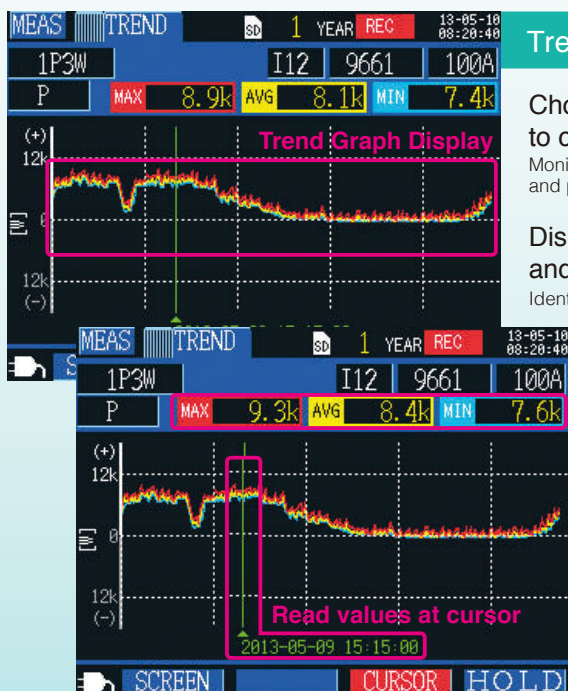 MEAS TREND SD 1 YEAR REC 13-05-10 08:20:40
1P3W I12 9661 100A
P MAX 8.9k AVG 8.1k MIN 7.4k
(+)
12k
Trend Graph Display
[W] 0
12k
(-)
MEAS TREND SD 1 YEAR REC 13-05-10 08:20:40
1P3W I12 9661 100A
P MAX 9.3k AVG 8.4k MIN 7.6k
(+)
12k
[W] 0
12k
(-)
Read values at cursor
2013-05-09 15:15:00
SCREEN CURSOR HOLD
Tre
Cho
to c
Moni
and p
Dis
and
Ident